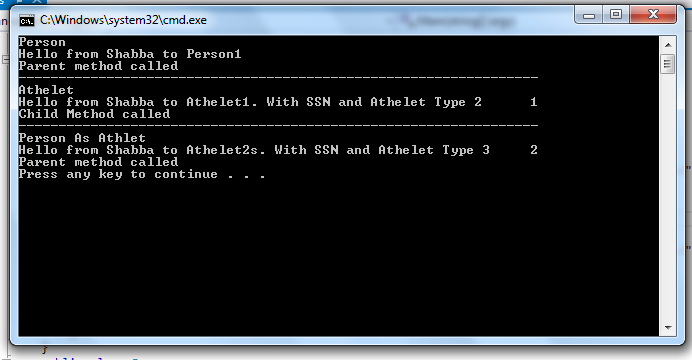 C:\Windows\system32\cmd.exe
Person
Hello from Shabba to Person1
Parent method called
-----------------------------------------------------------------
Athelet
Hello from Shabba to Athelet1. With SSN and Athelet Type 2      1
Child Method called
-----------------------------------------------------------------
Person As Athlet
Hello from Shabba to Athelet2s. With SSN and Athelet Type 3     2
Parent method called
Press any key to continue . . .